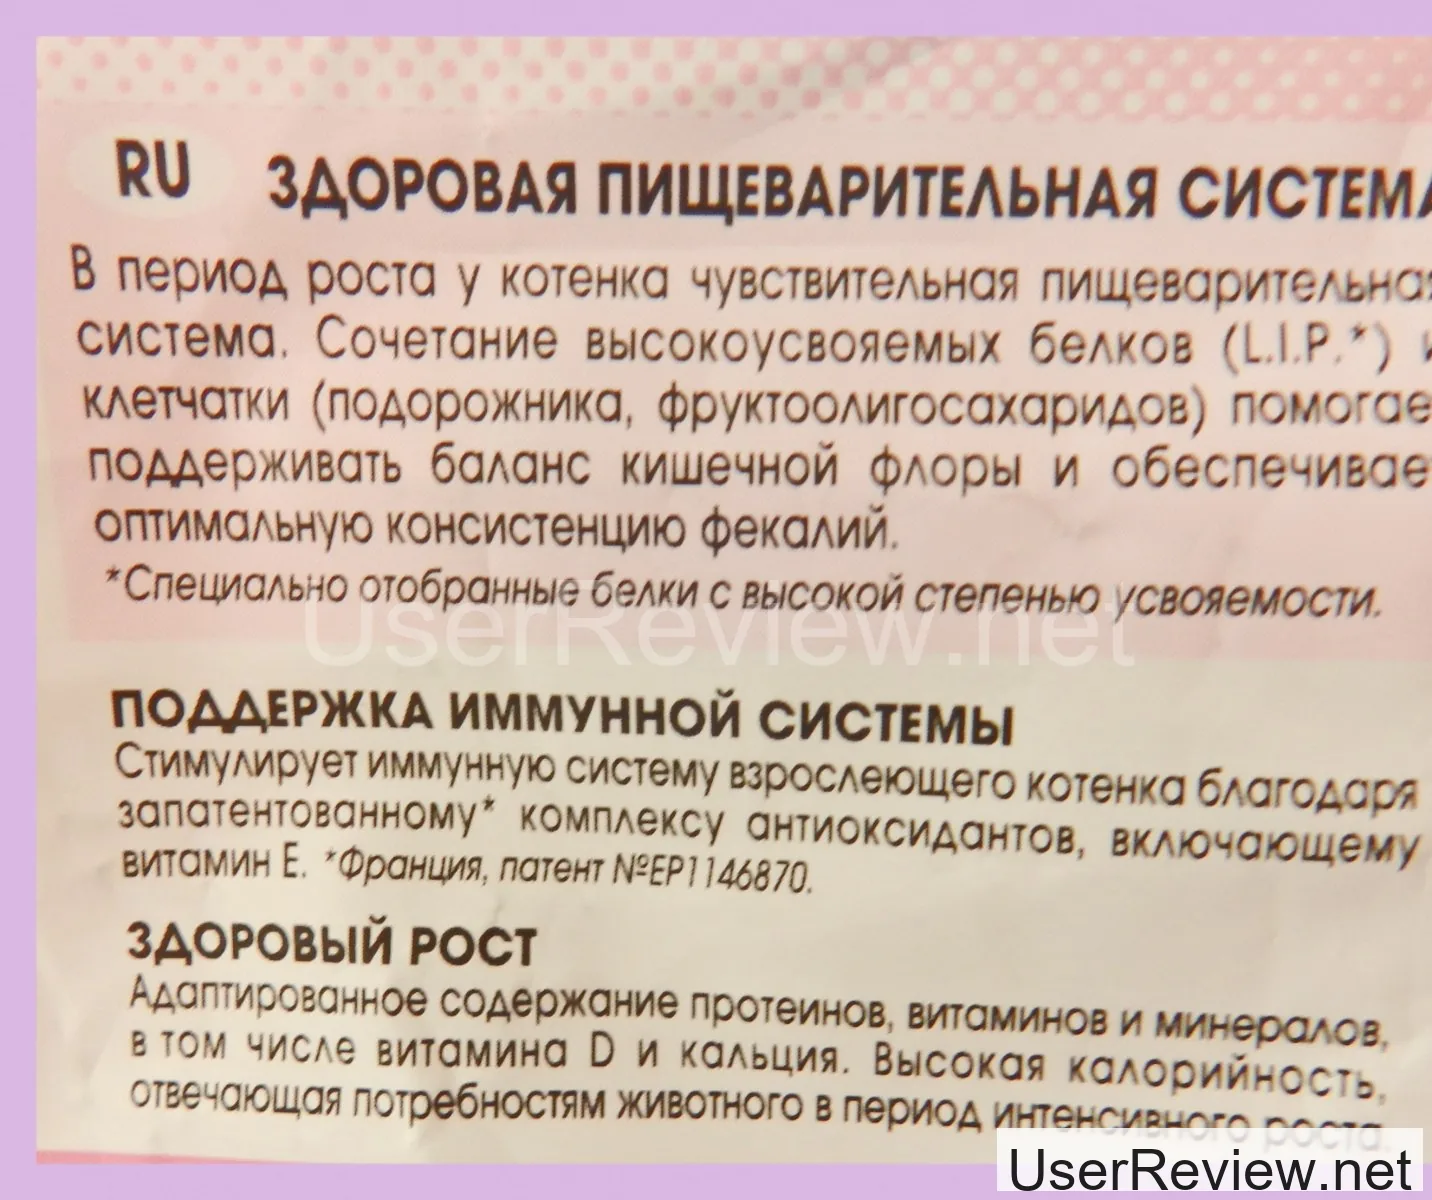 RU ЗДОРОВАЯ ПИЩЕВАРИТЕЛЬНАЯ СИСТЕМА
В период роста у котенка чувствительная пищеварительная
система. Сочетание высокоусвояемых белков (L.I.P.*) и
клетчатки (подорожника, фруктоолигосахаридов) помогае
поддерживать баланс кишечной флоры и обеспечивает
оптимальную консистенцию фекалий.
*Специально отобранные белки с высокой степенью усвояемости.
UserReview.net
ПОДДЕРЖКА ИММУННОЙ СИСТЕМЫ
Стимулирует иммунную систему взрослеющего котенка благодаря
запатентованному* комплексу антиоксидантов, включающему
витамин Е. *Франция, патент №EP1146870.
ЗДОРОВЫЙ РОСТ
Адаптированное содержание протеинов, витаминов и минералов,
в том числе витамина D и кальция. Высокая калорийность,
отвечающая потребностям животного в период интенсивного роста.
UserReview.net